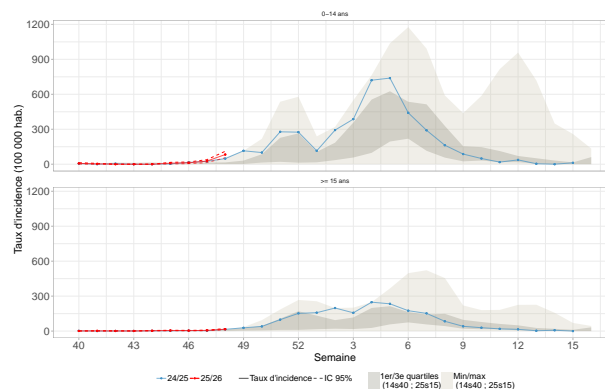 0−14 ans
1200
900
600
300
0
>= 15 ans
1200
900
600
300
0
Taux d'incidence (100 000 hab.)
40 43 46 49 52 3 6 9 12 15
Semaine
24/25 25/26 Taux d'incidence IC 95% 1er/3e quartiles Min/max
(14s40 ; 25s15) (14s40 ; 25s15)